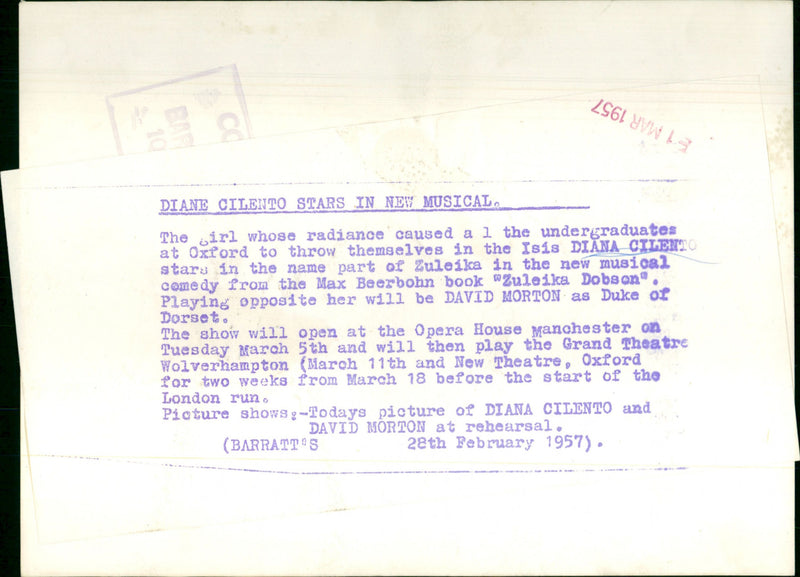 CO
BAR
10
E-1 MAR 1957
DIANE CILENTO STARS IN NEW MUSICAL.
The girl whose radiance caused a l the undergraduates
at Oxford to throw themselves in the Isis DIANA CILENTO
stars in the name part of Zuleika in the new musical
comedy from the Max Beerbohn book "Zuleika Dobson".
Playing opposite her will be DAVID MORTON as Duke of
Dorset.
The show will open at the Opera House Manchester on
Tuesday March 5th and will then play the Grand Theatre
Wolverhampton (March 11th and New Theatre, Oxford
for two weeks from March 18 before the start of the
London run.
Picture shows:-Todays picture of DIANA CILENTO and
DAVID MORTON at rehearsal.
(BARRATT'S 28th February 1957).